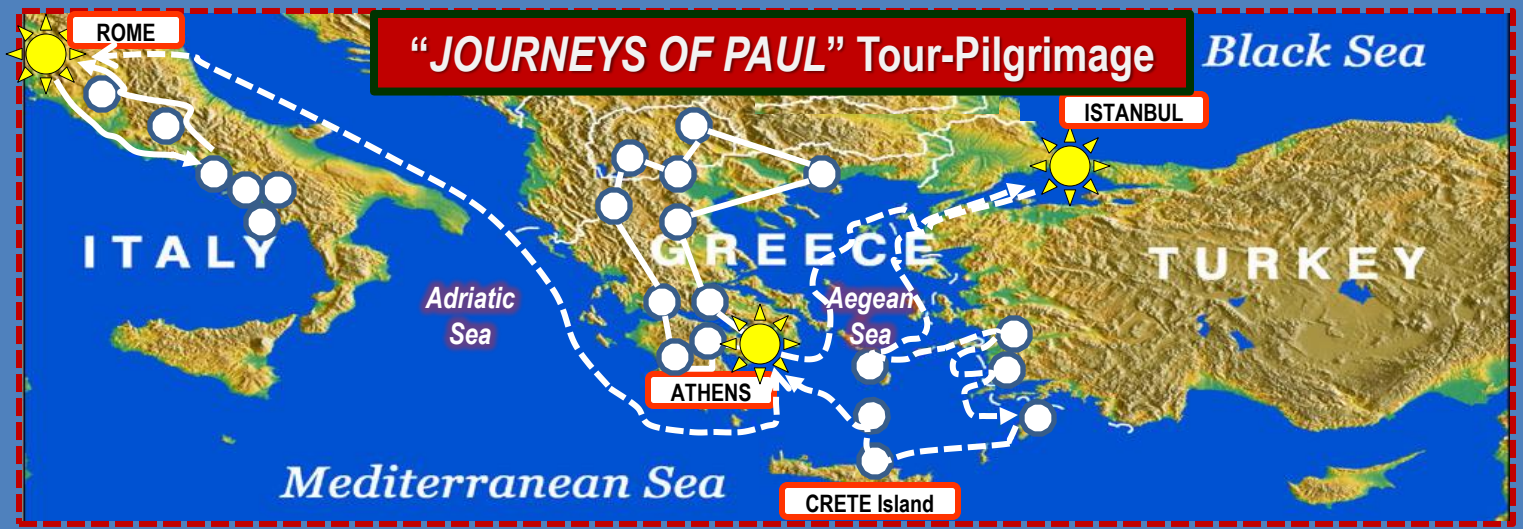 ROME
“JOURNEYS OF PAUL” Tour-Pilgrimage
Black Sea
ISTANBUL
ITALY
GREECE
TURKEY
Adriatic
Sea
Aegean
Sea
ATHENS
Mediterranean Sea
CRETE Island